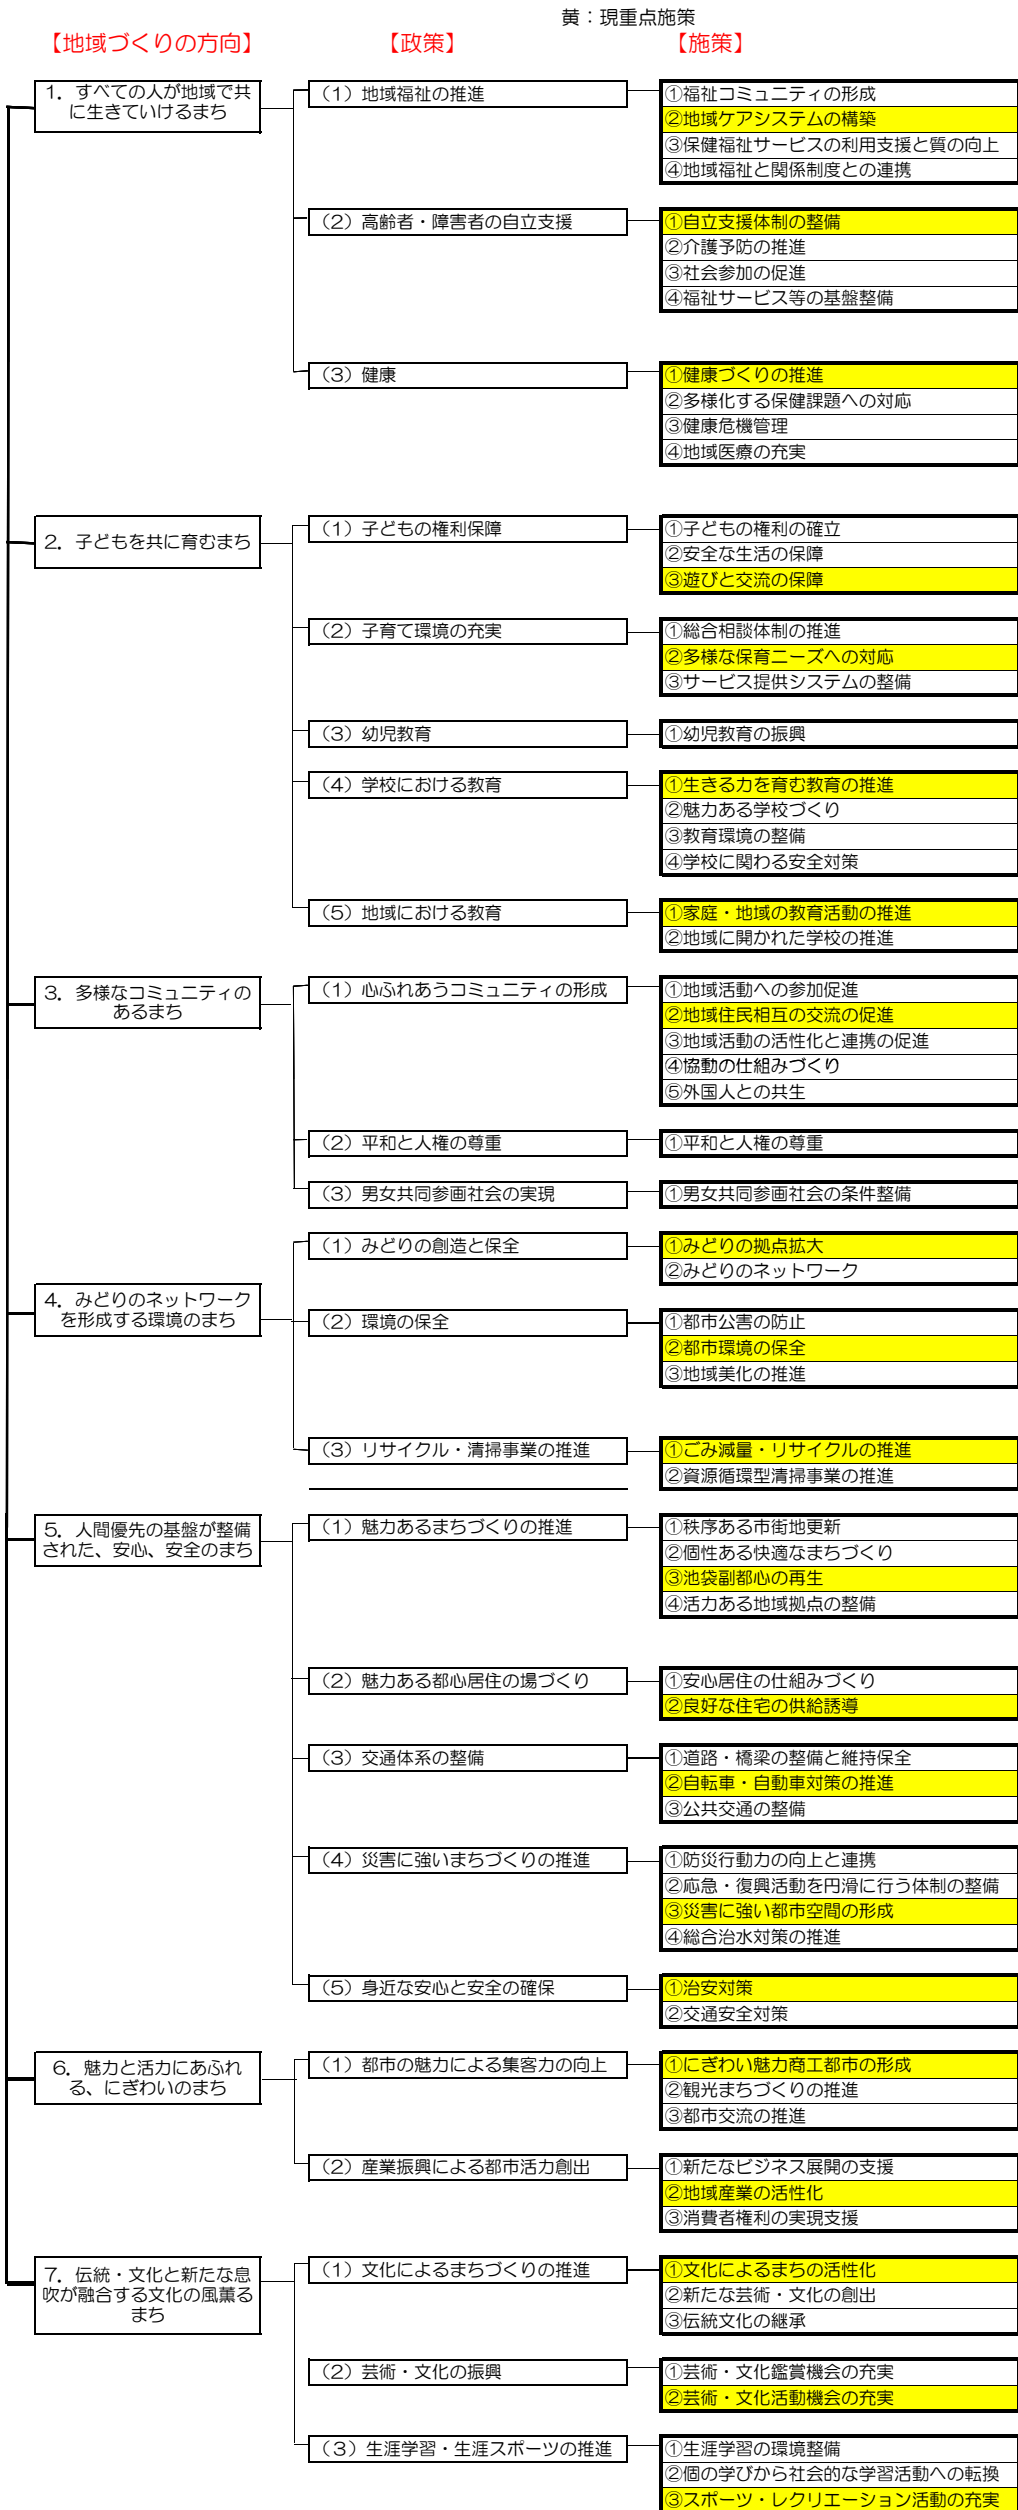 黄：現重点施策
【地域づくりの方向】 【政策】 【施策】
1．すべての人が地域で共
に生きていけるまち
（1）地域福祉の推進
①福祉コミュニティの形成
②地域ケアシステムの構築
③保健福祉サービスの利用支援と質の向上
④地域福祉と関係制度との連携
（2）高齢者・障害者の自立支援
①自立支援体制の整備
②介護予防の推進
③社会参加の促進
④福祉サービス等の基盤整備
（3）健康
①健康づくりの推進
②多様化する保健課題への対応
③健康危機管理
④地域医療の充実
2．子どもを共に育むまち
（1）子どもの権利保障
①子どもの権利の確立
②安全な生活の保障
③遊びと交流の保障
（2）子育て環境の充実
①総合相談体制の推進
②多様な保育ニーズへの対応
③サービス提供システムの整備
（3）幼児教育
①幼児教育の振興
（4）学校における教育
①生きる力を育む教育の推進
②魅力ある学校づくり
③教育環境の整備
④学校に関わる安全対策
（5）地域における教育
①家庭・地域の教育活動の推進
②地域に開かれた学校の推進
3．多様なコミュニティの
あるまち
（1）心ふれあうコミュニティの形成
①地域活動への参加促進
②地域住民相互の交流の促進
③地域活動の活性化と連携の促進
④協働の仕組みづくり
⑤外国人との共生
（2）平和と人権の尊重
①平和と人権の尊重
（3）男女共同参画社会の実現
①男女共同参画社会の条件整備
4．みどりのネットワーク
を形成する環境のまち
（1）みどりの創造と保全
①みどりの拠点拡大
②みどりのネットワーク
（2）環境の保全
①都市公害の防止
②都市環境の保全
③地域美化の推進
（3）リサイクル・清掃事業の推進
①ごみ減量・リサイクルの推進
②資源循環型清掃事業の推進
5．人間優先の基盤が整備
された、安心、安全のまち
（1）魅力あるまちづくりの推進
①秩序ある市街地更新
②個性ある快適なまちづくり
③池袋副都心の再生
④活力ある地域拠点の整備
（2）魅力ある都心居住の場づくり
①安心居住の仕組みづくり
②良好な住宅の供給誘導
（3）交通体系の整備
①道路・橋梁の整備と維持保全
②自転車・自動車対策の推進
③公共交通の整備
（4）災害に強いまちづくりの推進
①防災行動力の向上と連携
②応急・復興活動を円滑に行う体制の整備
③災害に強い都市空間の形成
④総合治水対策の推進
（5）身近な安心と安全の確保
①治安対策
②交通安全対策
6．魅力と活力にあふれ
る、にぎわいのまち
（1）都市の魅力による集客力の向上
①にぎわい魅力商工都市の形成
②観光まちづくりの推進
③都市交流の推進
（2）産業振興による都市活力創出
①新たなビジネス展開の支援
②地域産業の活性化
③消費者権利の実現支援
7．伝統・文化と新たな息
吹が融合する文化の風薫る
まち
（1）文化によるまちづくりの推進
①文化によるまちの活性化
②新たな芸術・文化の創出
③伝統文化の継承
（2）芸術・文化の振興
①芸術・文化鑑賞機会の充実
②芸術・文化活動機会の充実
（3）生涯学習・生涯スポーツの推進
①生涯学習の環境整備
②個の学びから社会的な学習活動への転換
③スポーツ・レクリエーション活動の充実